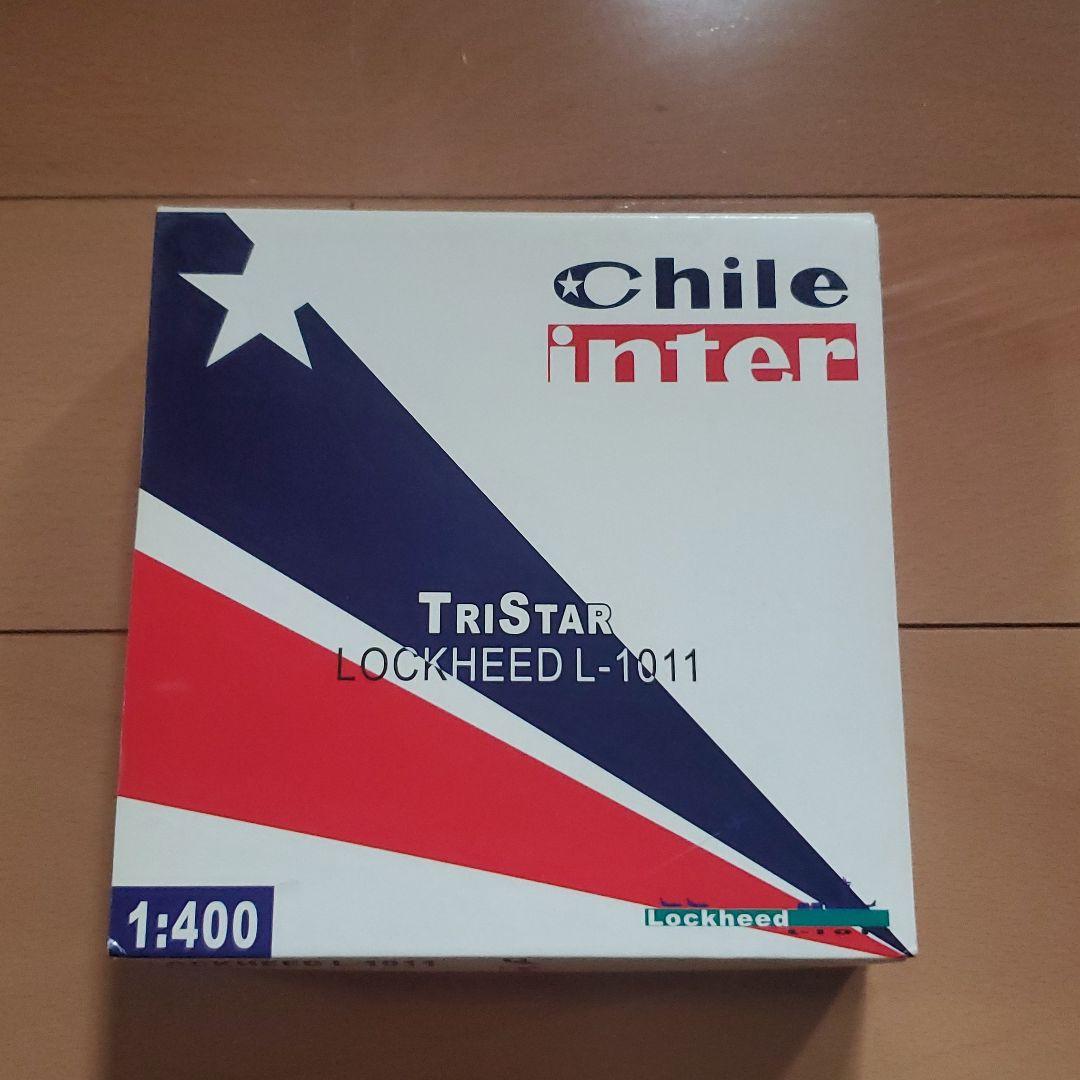 Chile
inter
TRISTAR
LOCKHEED L-1011
1:400
Lockheed